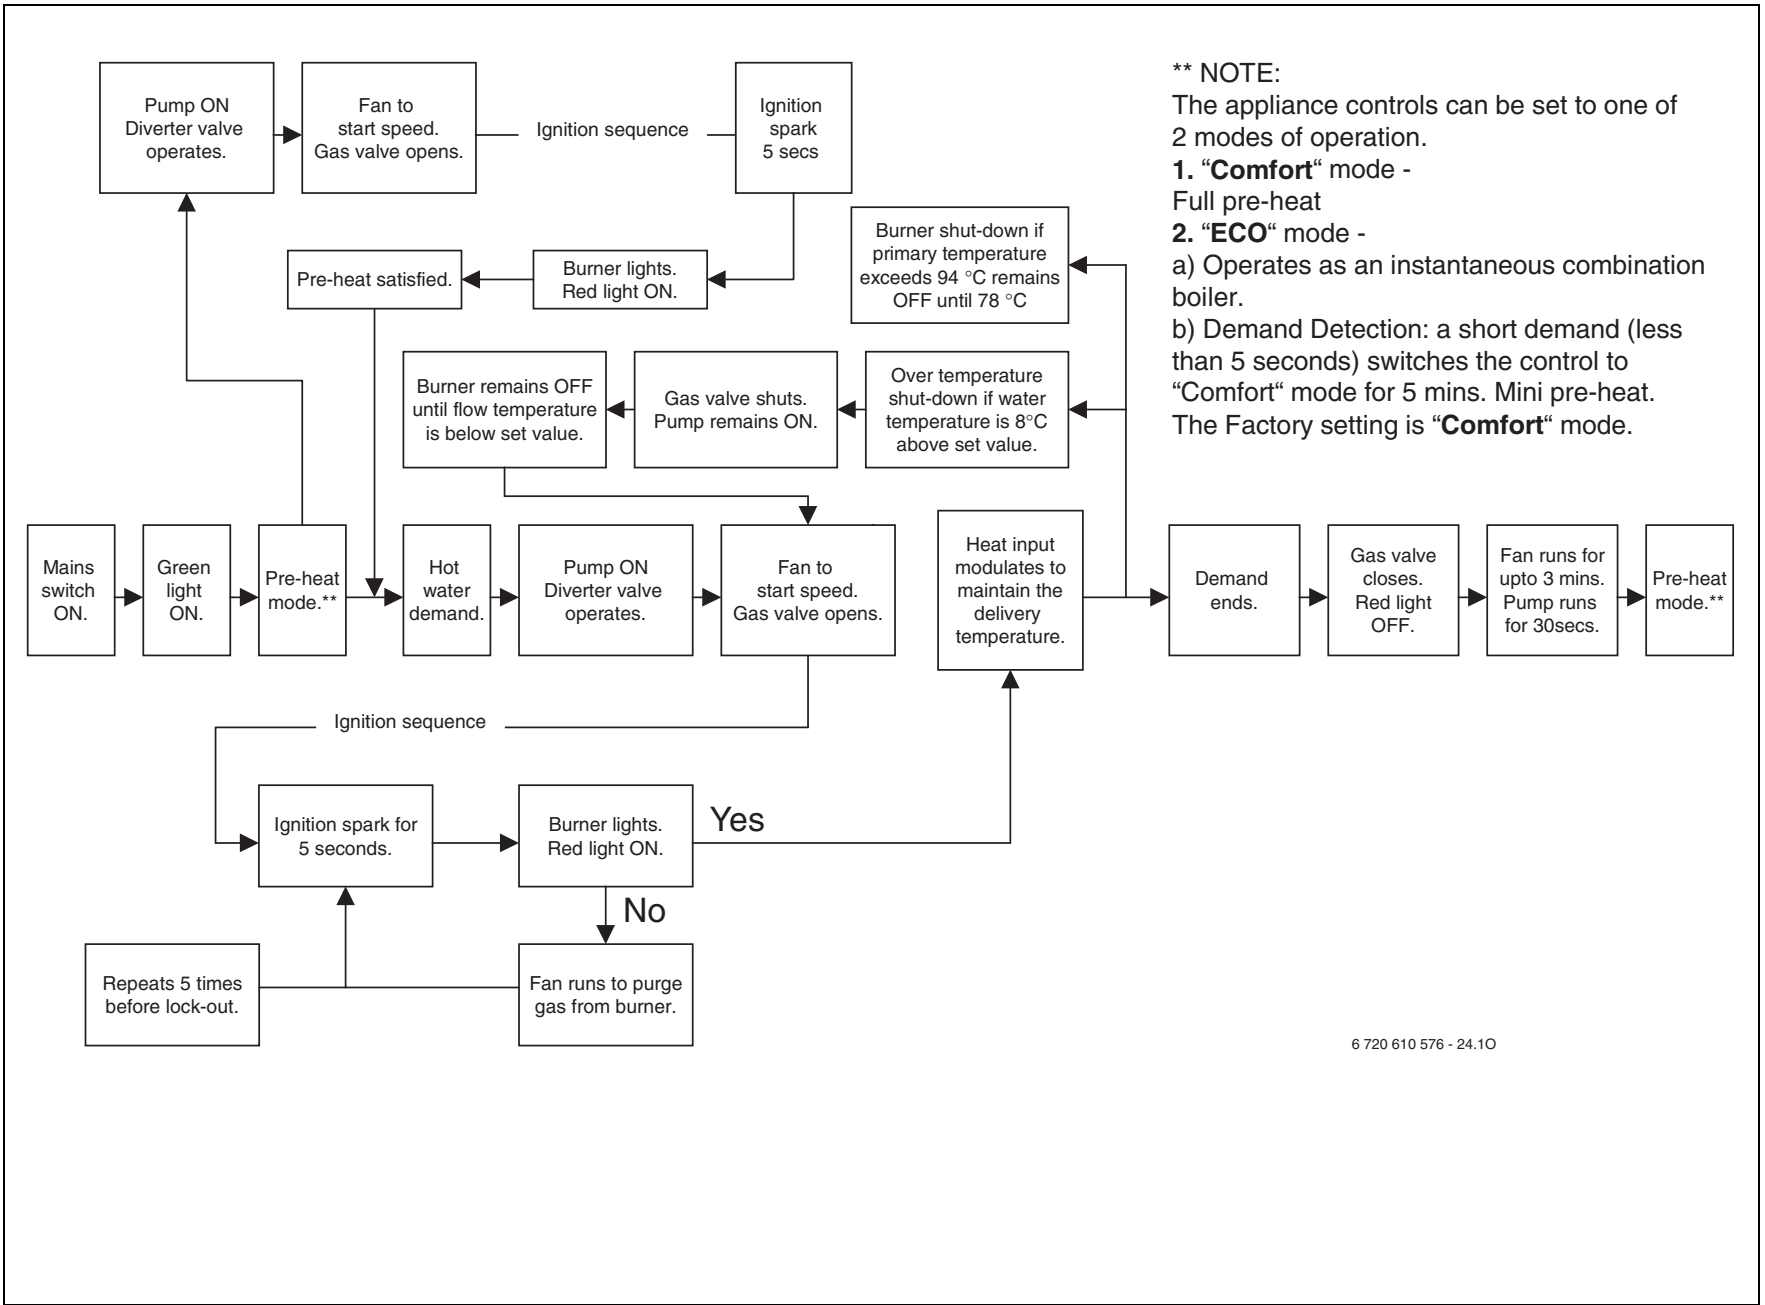 Pump ON
Diverter valve
operates.
Fan to
start speed.
Gas valve opens.
Ignition sequence
Ignition
spark
5 secs
** NOTE:
The appliance controls can be set to one of
2 modes of operation.
1. “Comfort“ mode -
Full pre-heat
2. “ECO“ mode -
a) Operates as an instantaneous combination
boiler.
b) Demand Detection: a short demand (less
than 5 seconds) switches the control to
“Comfort“ mode for 5 mins. Mini pre-heat.
The Factory setting is “Comfort“ mode.
Pre-heat satisfied.
Burner lights.
Red light ON.
Burner shut-down if
primary temperature
exceeds 94 °C remains
OFF until 78 °C
Burner remains OFF
until flow temperature
is below set value.
Gas valve shuts.
Pump remains ON.
Over temperature
shut-down if water
temperature is 8°C
above set value.
Mains
switch
ON.
Green
light
ON.
Pre-heat
mode.**
Hot
water
demand.
Pump ON
Diverter valve
operates.
Fan to
start speed.
Gas valve opens.
Heat input
modulates to
maintain the
delivery
temperature.
Demand
ends.
Gas valve
closes.
Red light
OFF.
Fan runs for
upto 3 mins.
Pump runs
for 30secs.
Pre-heat
mode.**
Ignition sequence
Ignition spark for
5 seconds.
Burner lights.
Red light ON.
Yes
No
Repeats 5 times
before lock-out.
Fan runs to purge
gas from burner.
6 720 610 576 - 24.1O